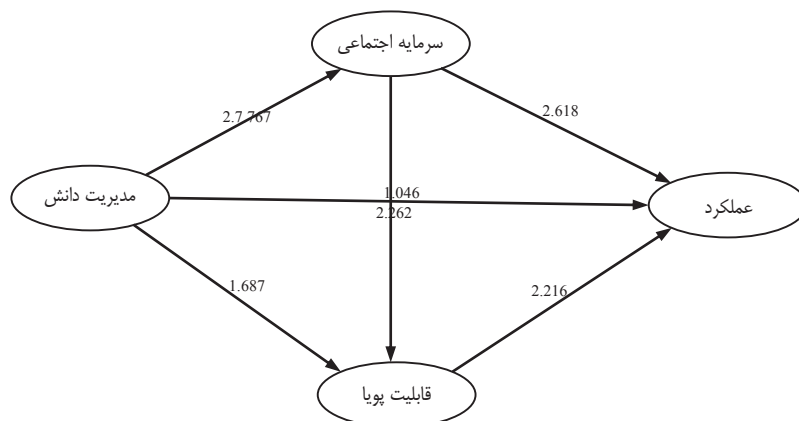 سرمایه اجتماعی
2.7.767
2.618
مدیریت دانش
1.046
2.262
عملکرد
1.687
2.216
قابلیت پویا